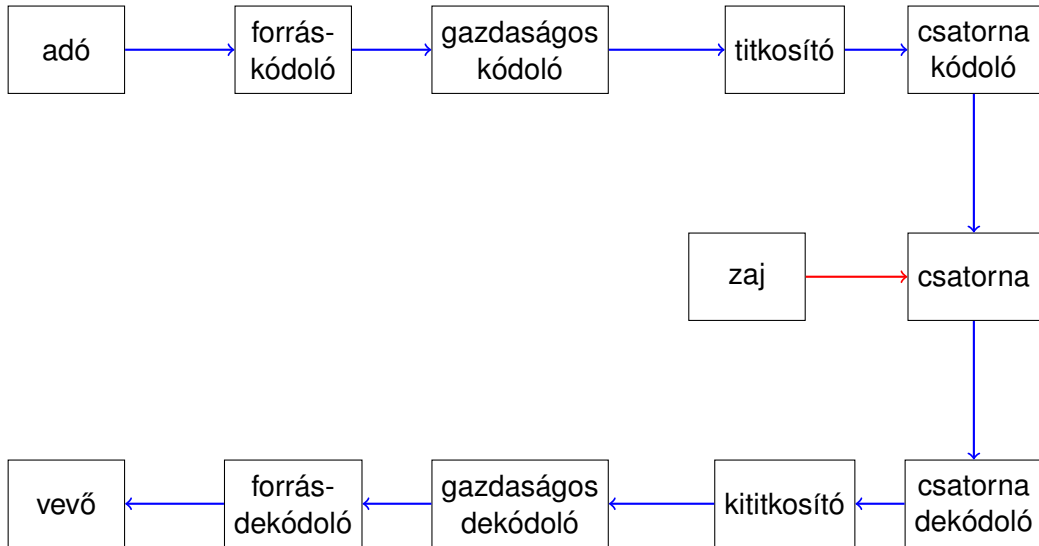 adó
forrás-
kódoló
gazdaságos
kódoló
titkosító
csatorna
kódoló
zaj
csatorna
vevő
forrás-
dekódoló
gazdaságos
dekódoló
kititkosító
csatorna
dekódoló